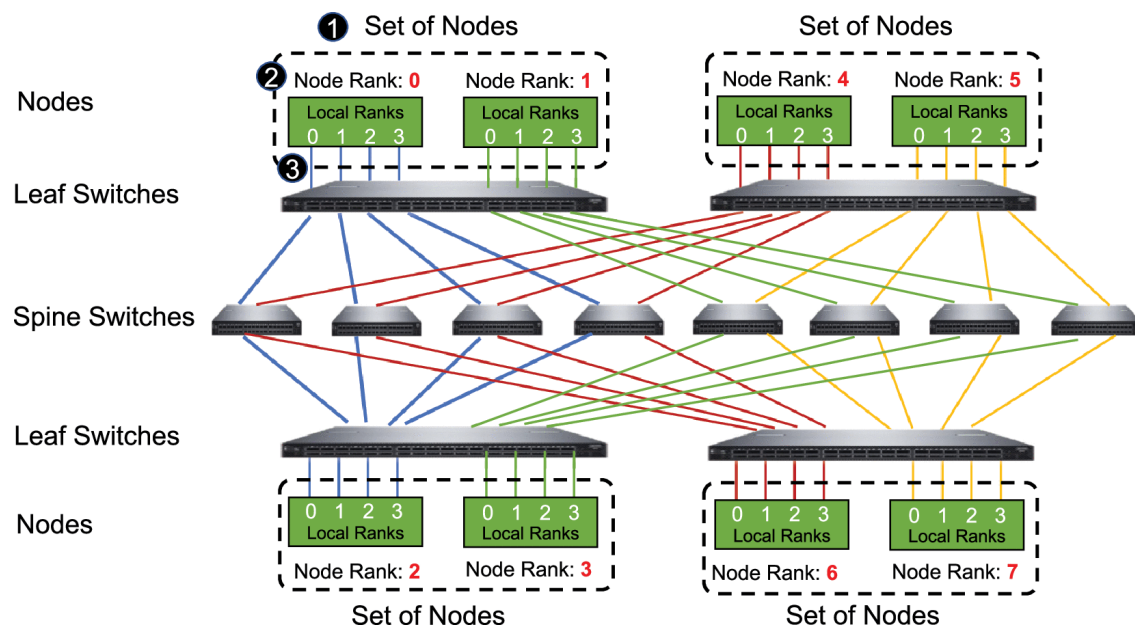 1 Set of Nodes
Set of Nodes
2 Node Rank: 0
Node Rank: 1
Node Rank: 4
Node Rank: 5
Nodes
Local Ranks
0 1 2 3
Local Ranks
0 1 2 3
Local Ranks
0 1 2 3
Local Ranks
0 1 2 3
3
Leaf Switches
Spine Switches
Leaf Switches
Nodes
0 1 2 3
Local Ranks
0 1 2 3
Local Ranks
0 1 2 3
Local Ranks
0 1 2 3
Local Ranks
Node Rank: 2
Node Rank: 3
Node Rank: 6
Node Rank: 7
Set of Nodes
Set of Nodes